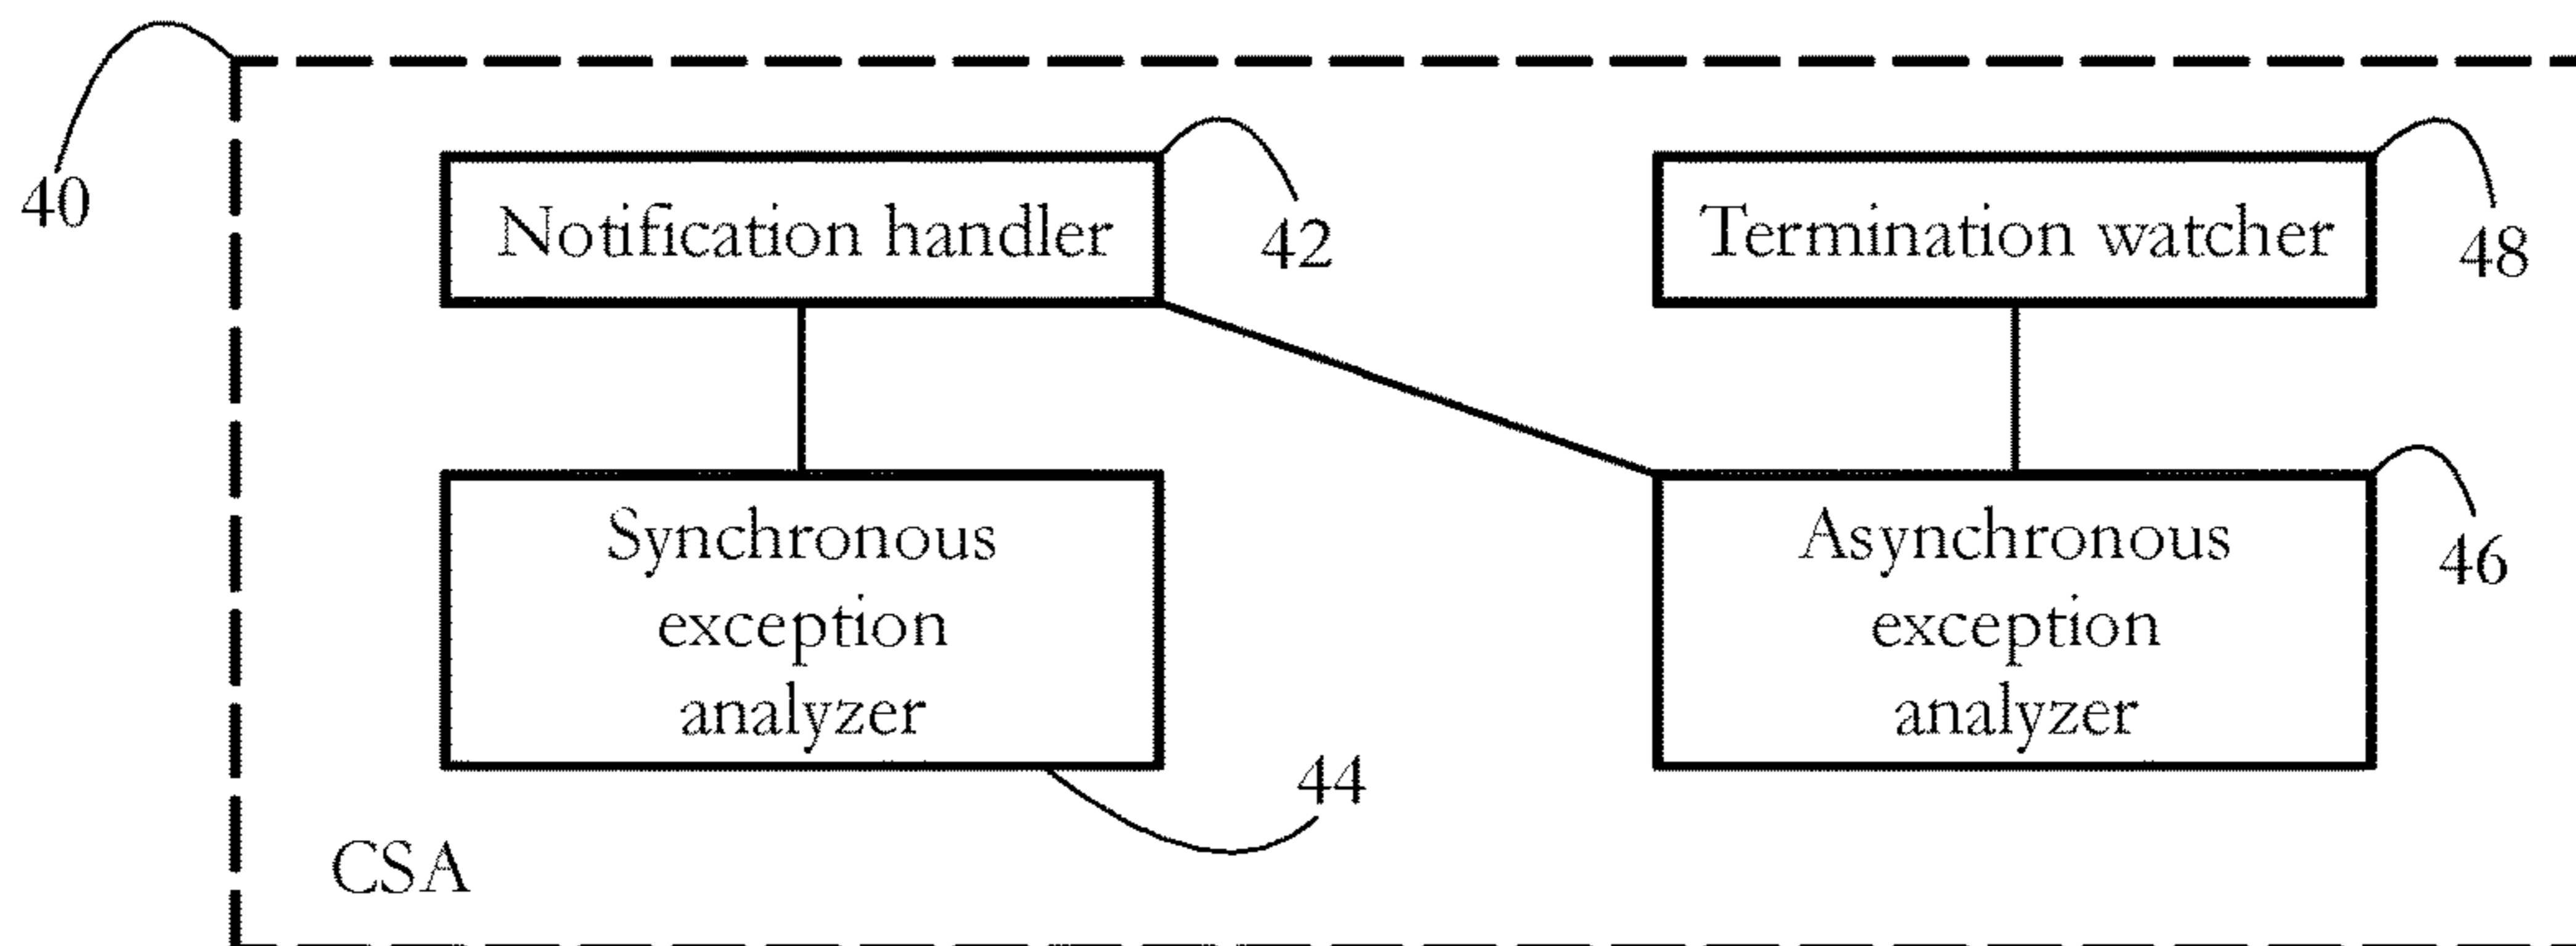 40
Notification handler
42
Termination watcher
48
Synchronous
exception
analyzer
44
Asynchronous
exception
analyzer
46
CSA